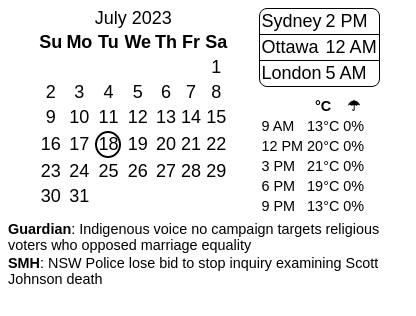 July 2023
Su Mo Tu We Th Fr Sa
1
2 3 4 5 6 7 8
9 10 11 12 13 14 15
16 17 18 19 20 21 22
23 24 25 26 27 28 29
30 31
Sydney 2 PM
Ottawa 12 AM
London 5 AM
°C ☂
9 AM 13°C 0%
12 PM 20°C 0%
3 PM 21°C 0%
6 PM 19°C 0%
9 PM 13°C 0%
Guardian: Indigenous voice no campaign targets religious
voters who opposed marriage equality
SMH: NSW Police lose bid to stop inquiry examining Scott
Johnson death